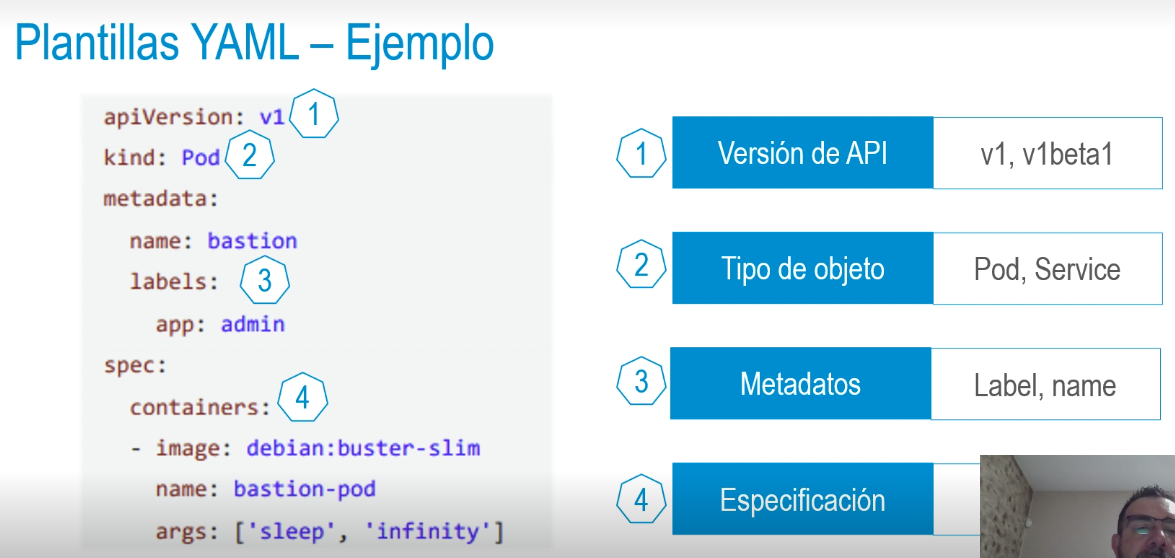 Plantillas YAML – Ejemplo
apiVersion: v1 1
kind: Pod 2
metadata:
name: bastion
labels: 3
app: admin
spec:
containers: 4
- image: debian:buster-slim
name: bastion-pod
args: ['sleep', 'infinity']
1 Versión de API v1, v1beta1
2 Tipo de objeto Pod, Service
3 Metadatos Label, name
4 Especificación